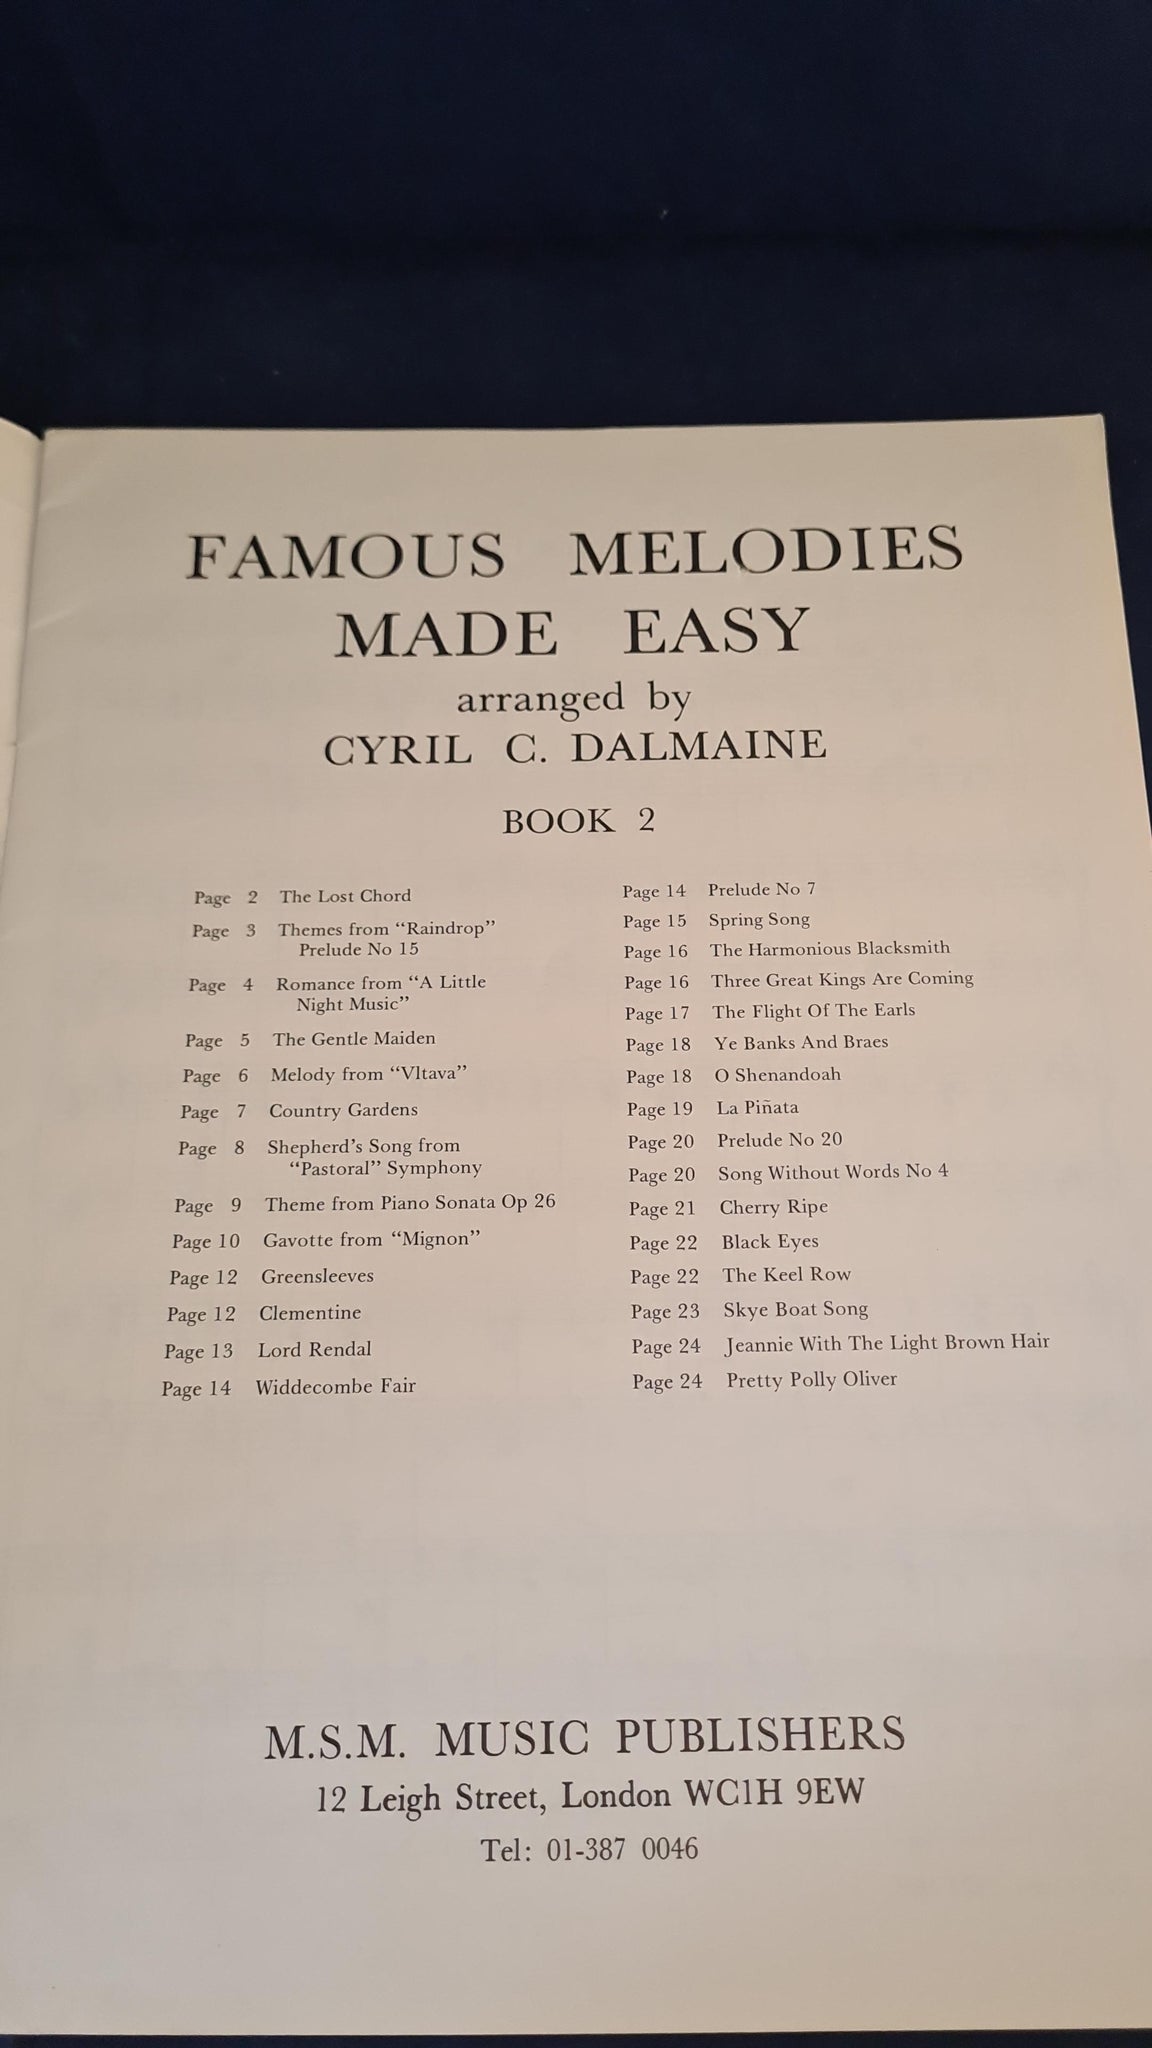 FAMOUS MELODIES
MADE EASY
arranged by
CYRIL C. DALMAINE
BOOK 2
Page 2 The Lost Chord
Page 3 Themes from “Raindrop”
Prelude No 15
Page 4 Romance from “A Little
Night Music”
Page 5 The Gentle Maiden
Page 6 Melody from “Vltava”
Page 7 Country Gardens
Page 8 Shepherd’s Song from
“Pastoral” Symphony
Page 9 Theme from Piano Sonata Op 26
Page 10 Gavotte from “Mignon”
Page 12 Greensleeves
Page 12 Clementine
Page 13 Lord Rendal
Page 14 Widdecombe Fair
Page 14 Prelude No 7
Page 15 Spring Song
Page 16 The Harmonious Blacksmith
Page 16 Three Great Kings Are Coming
Page 17 The Flight Of The Earls
Page 18 Ye Banks And Braes
Page 18 O Shenandoah
Page 19 La Piñata
Page 20 Prelude No 20
Page 20 Song Without Words No 4
Page 21 Cherry Ripe
Page 22 Black Eyes
Page 22 The Keel Row
Page 23 Skye Boat Song
Page 24 Jeannie With The Light Brown Hair
Page 24 Pretty Polly Oliver
M.S.M. MUSIC PUBLISHERS
12 Leigh Street, London WC1H 9EW
Tel: 01-387 0046